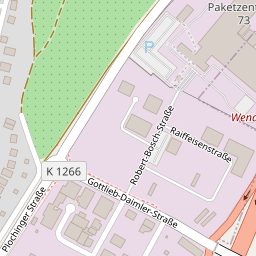 Paketzent
73
P
Wend
Raiffeisenstraße
Robert-Bosch-Straße
K 1266
Gottlieb-Daimler-Straße
Plochinger Straße